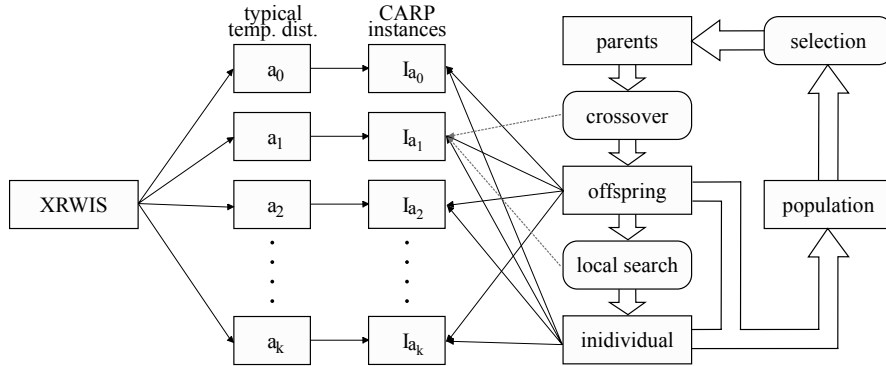 typical
temp. dist.
CARP
instances
parents
selection
a0
Ia0
crossover
a1
Ia1
XRWIS
a2
Ia2
offspring
population
local search
ak
Iak
inidividual